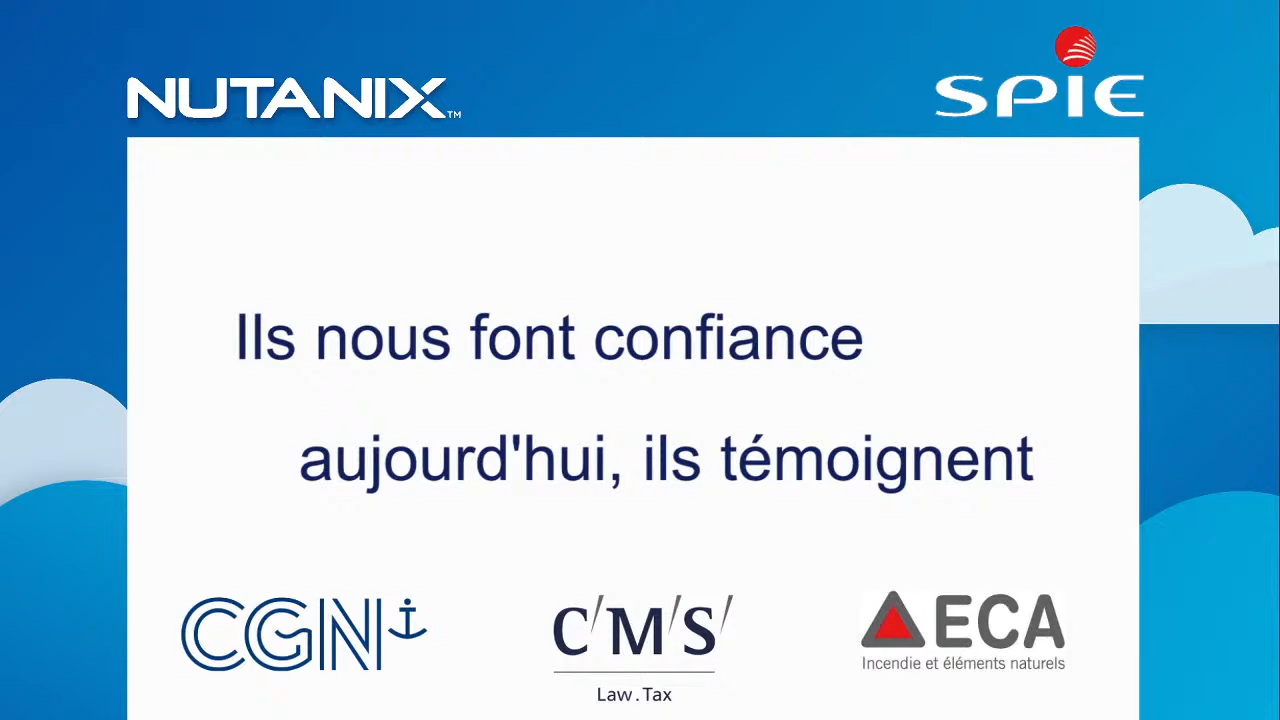 NUTANIX™
SPIE
Ils nous font confiance
aujourd'hui, ils témoignent
CGN
C/M/S/
Law.Tax
ECA
Incendie et éléments naturels